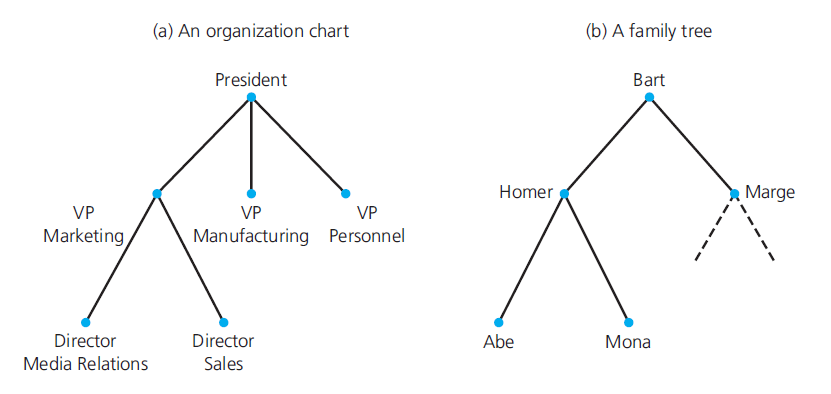 (a) An organization chart
President
VP
Marketing
VP
Manufacturing
VP
Personnel
Director
Media Relations
Director
Sales
(b) A family tree
Bart
Homer
Marge
Abe
Mona